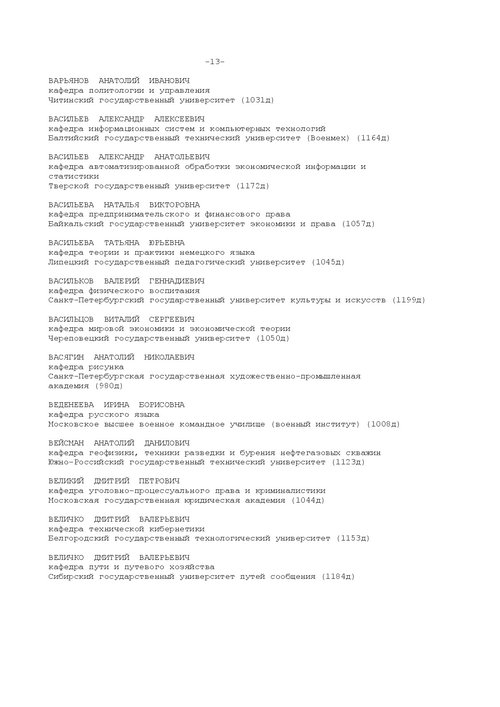 -13-
ВАРЬЯНОВ АНАТОЛИЙ ИВАНОВИЧ
кафедра политологии и управления
Читинский государственный университет (1031д)
ВАСИЛЬЕВ АЛЕКСАНДР АЛЕКСЕЕВИЧ
кафедра информационных систем и компьютерных технологий
Балтийский государственный технический университет (Военмех) (1164д)
ВАСИЛЬЕВ АЛЕКСАНДР АНАТОЛЬЕВИЧ
кафедра автоматизированной обработки экономической информации и
статистики
Тверской государственный университет (1172д)
ВАСИЛЬЕВА НАТАЛЬЯ ВИКТОРОВНА
кафедра предпринимательского и финансового права
Байкальский государственный университет экономики и права (1057д)
ВАСИЛЬЕВА ТАТЬЯНА ЮРЬЕВНА
кафедра теории и практики немецкого языка
Липецкий государственный педагогический университет (1045д)
ВАСИЛЬКОВ ВАЛЕРИЙ ГЕННАДИЕВИЧ
кафедра физического воспитания
Санкт-Петербургский государственный университет культуры и искусств (1199д)
ВАСИЛЬЦОВ ВИТАЛИЙ СЕРГЕЕВИЧ
кафедра мировой экономики и экономической теории
Череповецкий государственный университет (1050д)
ВАСЯГИН АНАТОЛИЙ НИКОЛАЕВИЧ
кафедра рисунка
Санкт-Петербургская государственная художественно-промышленная
академия (980д)
ВЕДЕНЕЕВА ИРИНА БОРИСОВНА
кафедра русского языка
Московское высшее военное командное училище (военный институт) (1008д)
ВЕЙСМАН АНАТОЛИЙ ДАНИЛОВИЧ
кафедра геофизики, техники разведки и бурения нефтегазовых скважин
Южно-Российский государственный технический университет (1123д)
ВЕЛИКИЙ ДМИТРИЙ ПЕТРОВИЧ
кафедра уголовно-процессуального права и криминалистики
Московская государственная юридическая академия (1044д)
ВЕЛИЧКО ДМИТРИЙ ВАЛЕРЬЕВИЧ
кафедра технической кибернетики
Белгородский государственный технологический университет (1153д)
ВЕЛИЧКО ДМИТРИЙ ВАЛЕРЬЕВИЧ
кафедра пути и путевого хозяйства
Сибирский государственный университет путей сообщения (1184д)